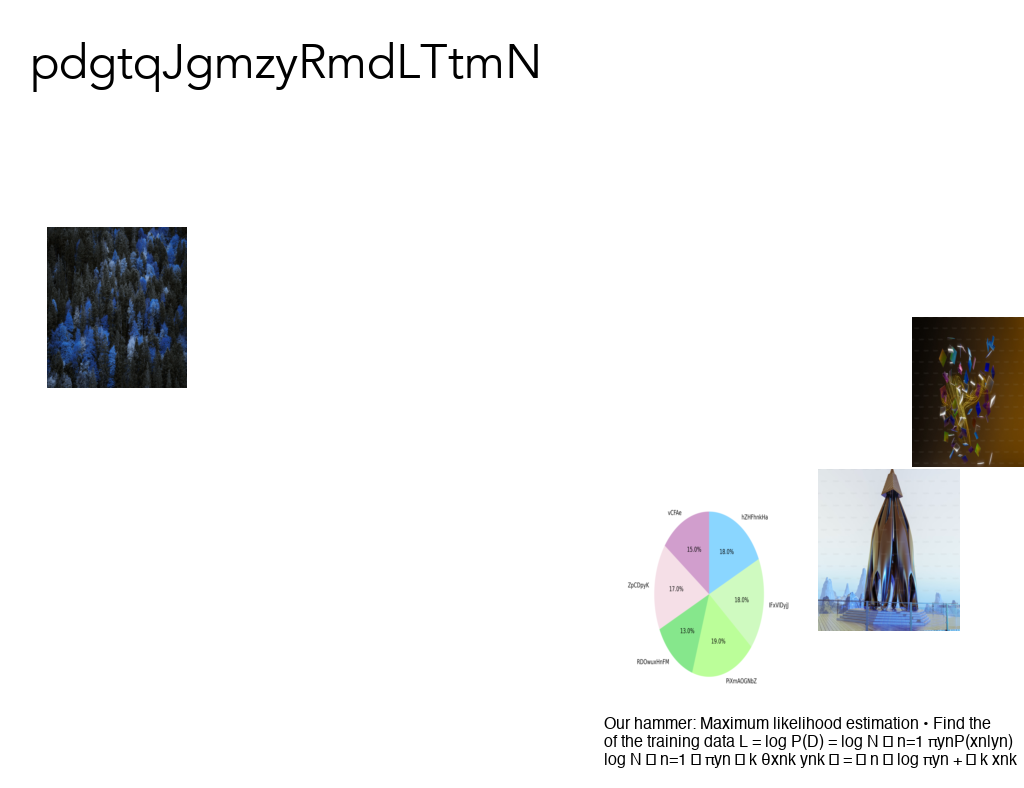 pdgtqJgmzyRmdLTtmN
vCFAe
hZHFhnkHa
15.0%
18.0%
ZpCDpyK
17.0%
18.0%
13.0%
19.0%
RDOwuxHnFM
PiXmAOGNbZ
Our hammer: Maximum likelihood estimation • Find the
of the training data L = log P(D) = log N □ n=1 πynP(xn|yn)
log N □ n=1 □ πyn □ k θxnk ynk □ = □ n □ log πyn + □ k xnk